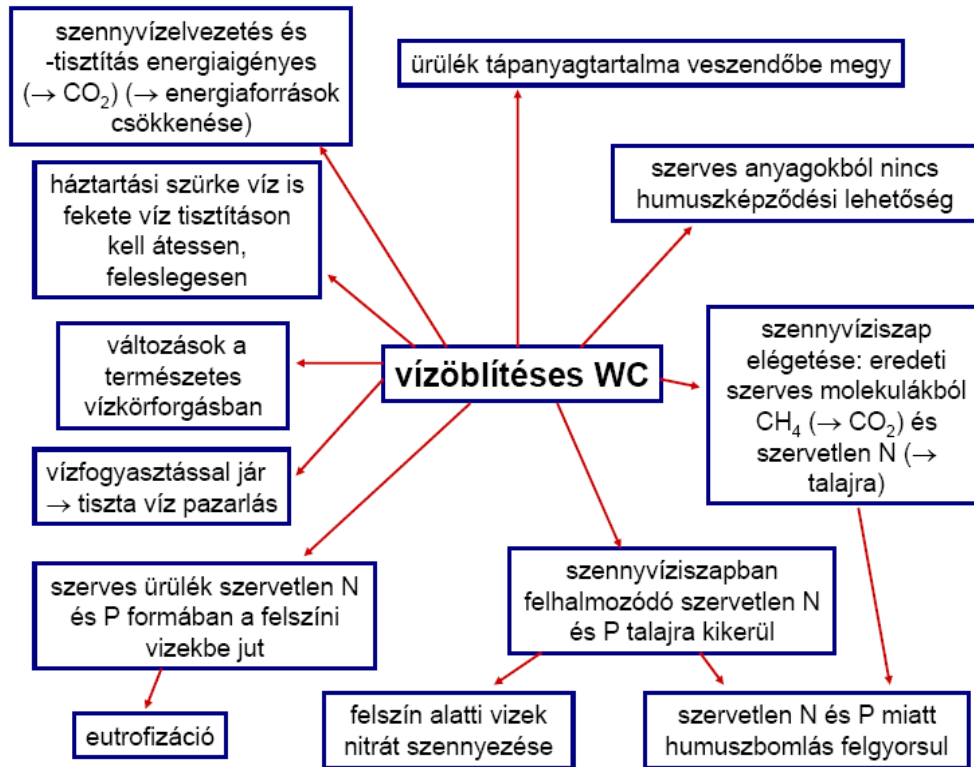 szennyvízelvezetés és
-tisztítás energiaigényes
(→ CO₂) (→ energiaforrások
csökkenése)
ürülék tápanyagtartalma veszendőbe megy
szerves anyagokból nincs
humuszképződési lehetőség
háztartási szürke víz is
fekete víz tisztításon
kell átessen,
feleslegesen
változások a
természetes
vízkörforgásban
vízöblítéses WC
szennyvíziszap
elégetése: eredeti
szerves molekulákból
CH₄ (→ CO₂) és
szervetlen N (→
talajra)
vízfogyasztással jár
→ tiszta víz pazarlás
szerves ürülék szervetlen N
és P formában a felszíni
vizekbe jut
szennyvíziszapban
felhalmozódó szervetlen N
és P talajra kikerül
eutrofizáció
felszín alatti vizek
nitrát szennyezése
szervetlen N és P miatt
humuszbomlás felgyorsul